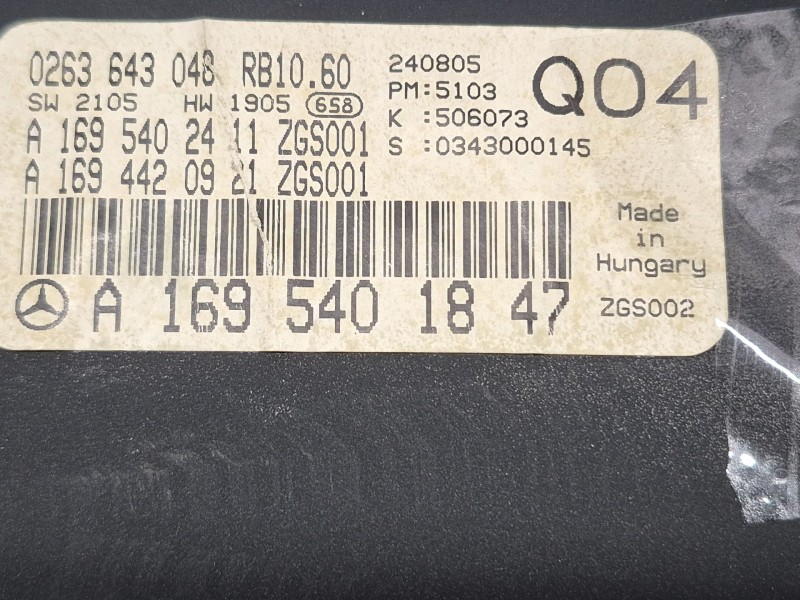 0263 643 048 RB10.60
SW 2105 HW 1905 658
A 169 540 24 11 ZGS001
A 169 442 09 21 ZGS001
240805
PM:5103
K :506073
S :0343000145
Q04
Made
in
Hungary
A 169 540 18 47
ZGS002